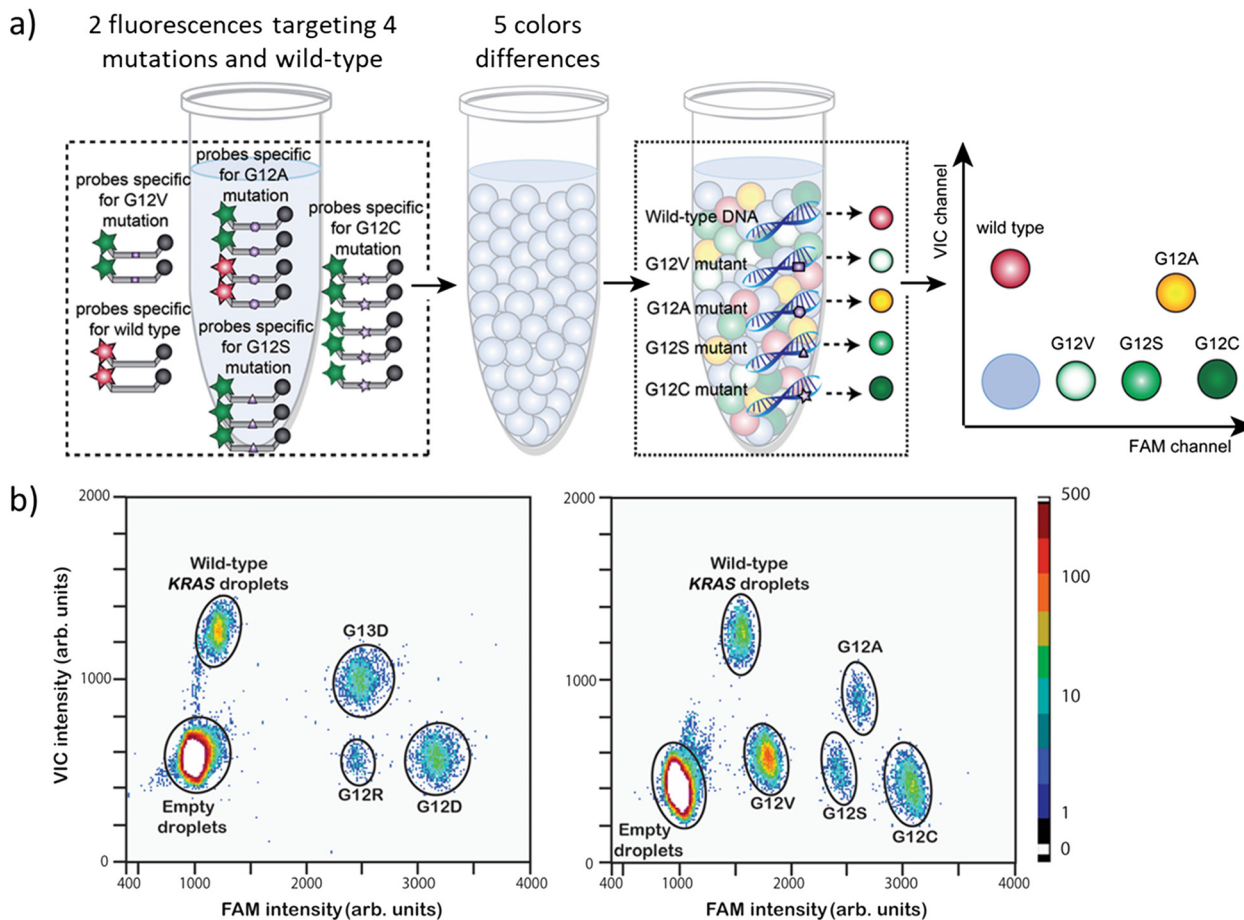 a)
2 fluorescences targeting 4
mutations and wild-type
5 colors
differences
probes specific
for G12V
mutation
probes specific
for G12A
mutation
probes specific
for G12C
mutation
probes specific
for wild type
probes specific
for G12S
mutation
Wild-type DNA
G12V mutant
G12A mutant
G12S mutant
G12C mutant
VIC channel
wild type
G12A
G12V
G12S
G12C
FAM channel
b)
VIC intensity (arb. units)
2000
1000
0
Wild-type
KRAS droplets
G13D
G12R
G12D
Empty
droplets
400
1000
2000
3000
4000
FAM intensity (arb. units)
2000
1000
0
Wild-type
KRAS droplets
G12A
G12V
G12S
G12C
Empty
droplets
400
1000
2000
3000
4000
FAM intensity (arb. units)
500
100
10
1
0